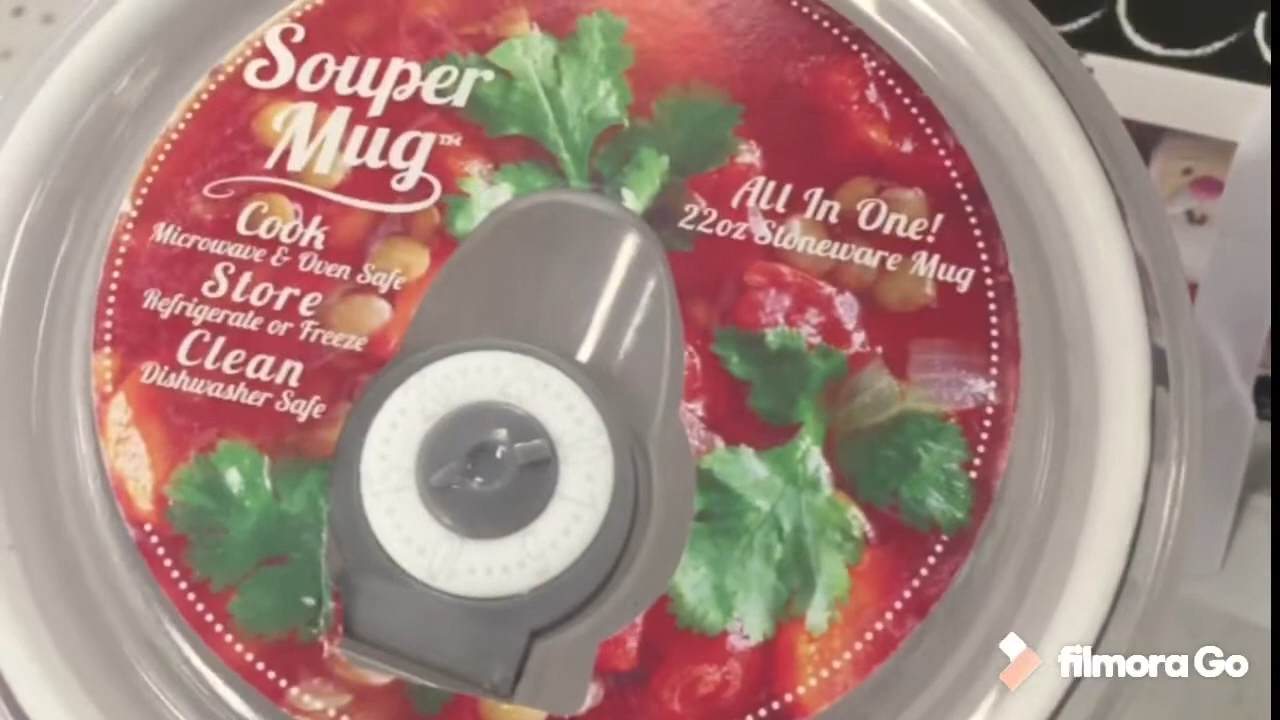 Souper
Mug™
Cook
Microwave & Oven Safe
Store
Refrigerate or Freeze
Clean
Dishwasher Safe
All In One!
22oz Stoneware Mug
filmora Go